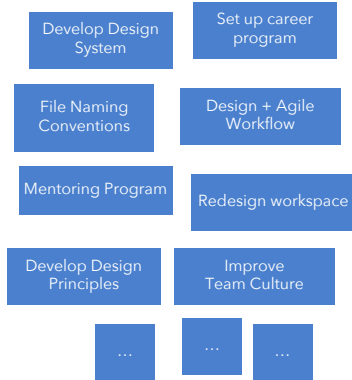 Develop Design
System
Set up career
program
File Naming
Conventions
Design + Agile
Workflow
Mentoring Program
Redesign workspace
Develop Design
Principles
Improve
Team Culture
...
...
...